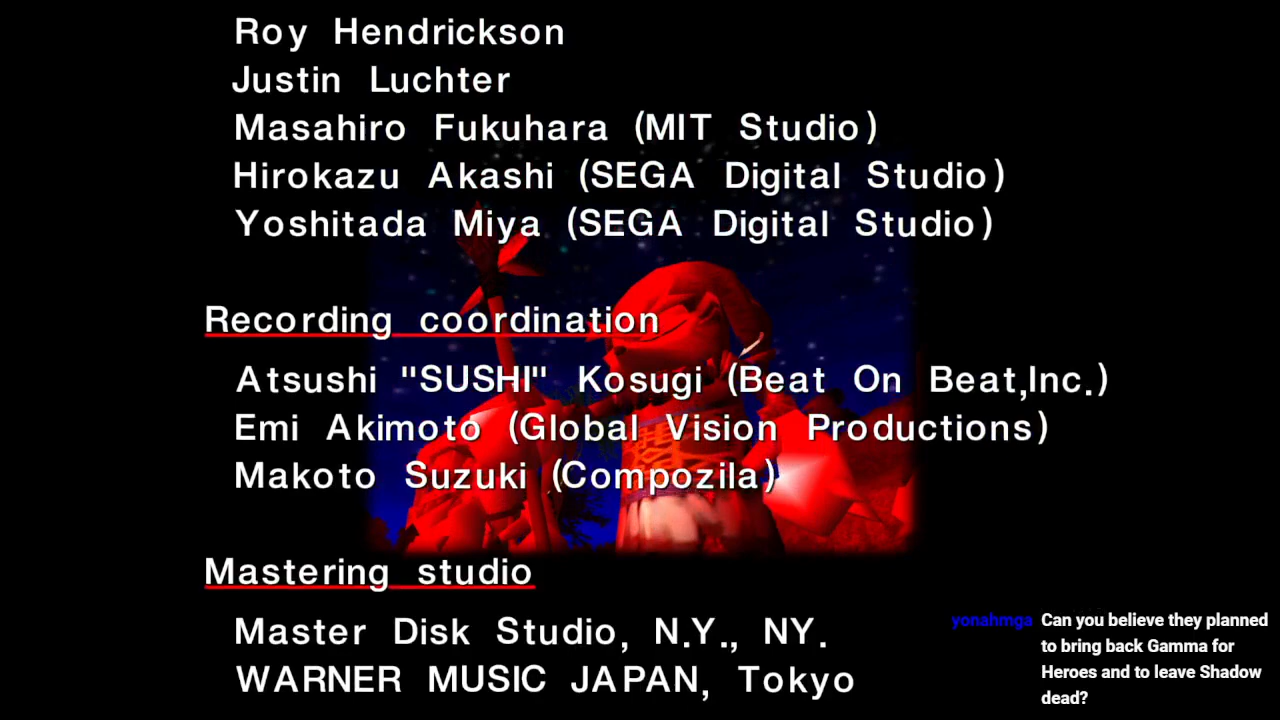 Roy Hendrickson
Justin Luchter
Masahiro Fukuhara (MIT Studio)
Hirokazu Akashi (SEGA Digital Studio)
Yoshitada Miya (SEGA Digital Studio)
Recording coordination
Atsushi "SUSHI" Kosugi (Beat On Beat,Inc.)
Emi Akimoto (Global Vision Productions)
Makoto Suzuki (Compozila)
Mastering studio
Master Disk Studio, N.Y., NY.
WARNER MUSIC JAPAN, Tokyo
yonahmga Can you believe they planned
to bring back Gamma for
Heroes and to leave Shadow
dead?